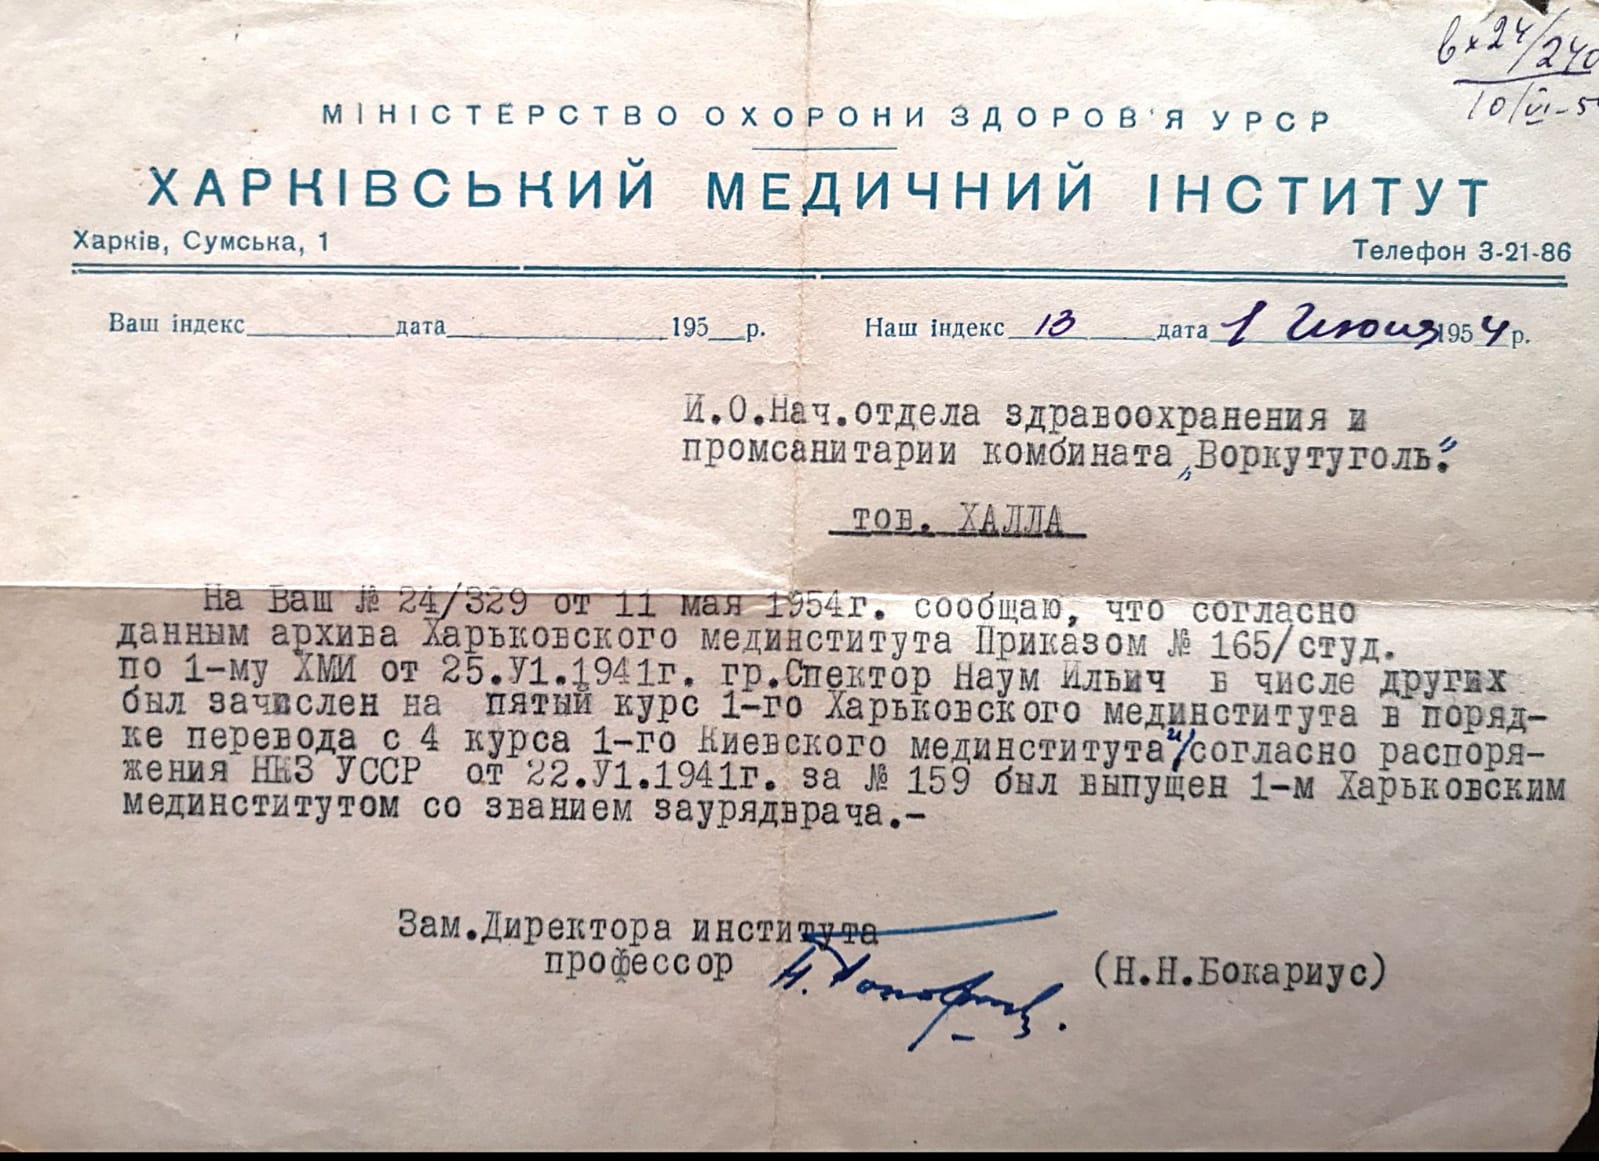 вх 24/240
10/VI-5
МІНІСТЕРСТВО ОХОРОНИ ЗДОРОВ'Я УРСР
ХАРКІВСЬКИЙ МЕДИЧНИЙ ІНСТИТУТ
Харків, Сумська, 1 Телефон 3-21-86
Ваш індекс дата 195 р. Наш індекс 13 дата 1 Июня 1954 р.
И.О.Нач.отдела здравоохранения и
промсанитарии комбината „Воркутуголь".
тов. ХАЛЛА
На Ваш № 24/329 от 11 мая 1954г. сообщаю, что согласно
данным архива Харьковского мединститута Приказом № 165/студ.
по 1-му ХМИ от 25.У1.1941г. гр.Спектор Наум Ильич в числе других
был зачислен на пятый курс 1-го Харьковского мединститута в поряд-
ке перевода с 4 курса 1-го Киевского мединститута и согласно распоря-
жения НКЗ УССР от 22.У1.1941г. за № 159 был выпущен 1-м Харьковским
мединститутом со званием заурядврача.-
Зам.Директора института
профессор (Н.Н.Бокариус)